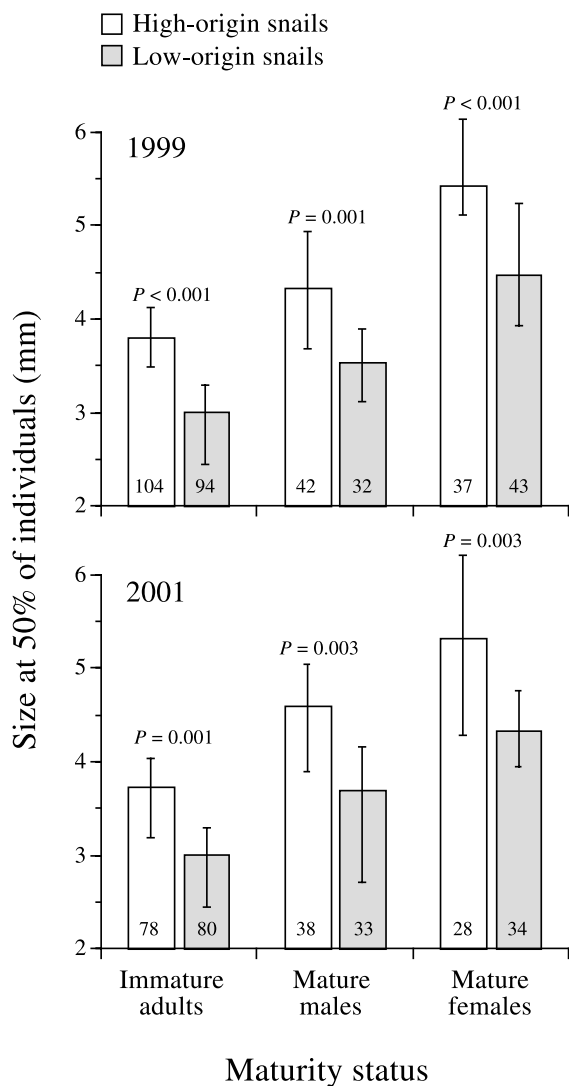 High-origin snails
Low-origin snails
Size at 50% of individuals (mm)
1999
6
5
4
3
2
P < 0.001
P = 0.001
P < 0.001
104
94
42
32
37
43
2001
6
5
4
3
2
P = 0.001
P = 0.003
P = 0.003
78
80
38
33
28
34
Immature
adults
Mature
males
Mature
females
Maturity status